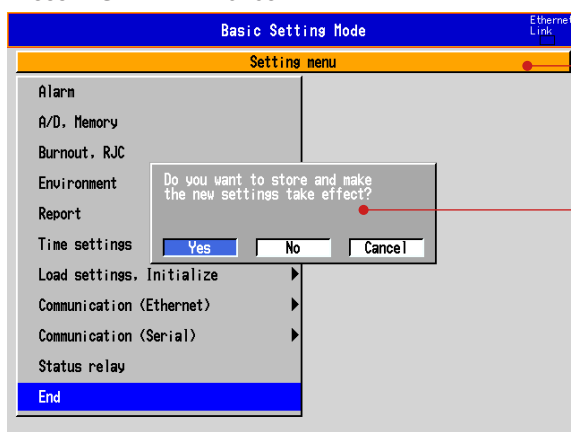 Basic Setting Mode
Ethernet
Link
Setting menu
Alarm
A/D, Memory
Burnout, RJC
Environment
Do you want to store and make
the new settings take effect?
Report
Time settings
Yes No Cancel
Load settings, Initialize
Communication (Ethernet)
Communication (Serial)
Status relay
End